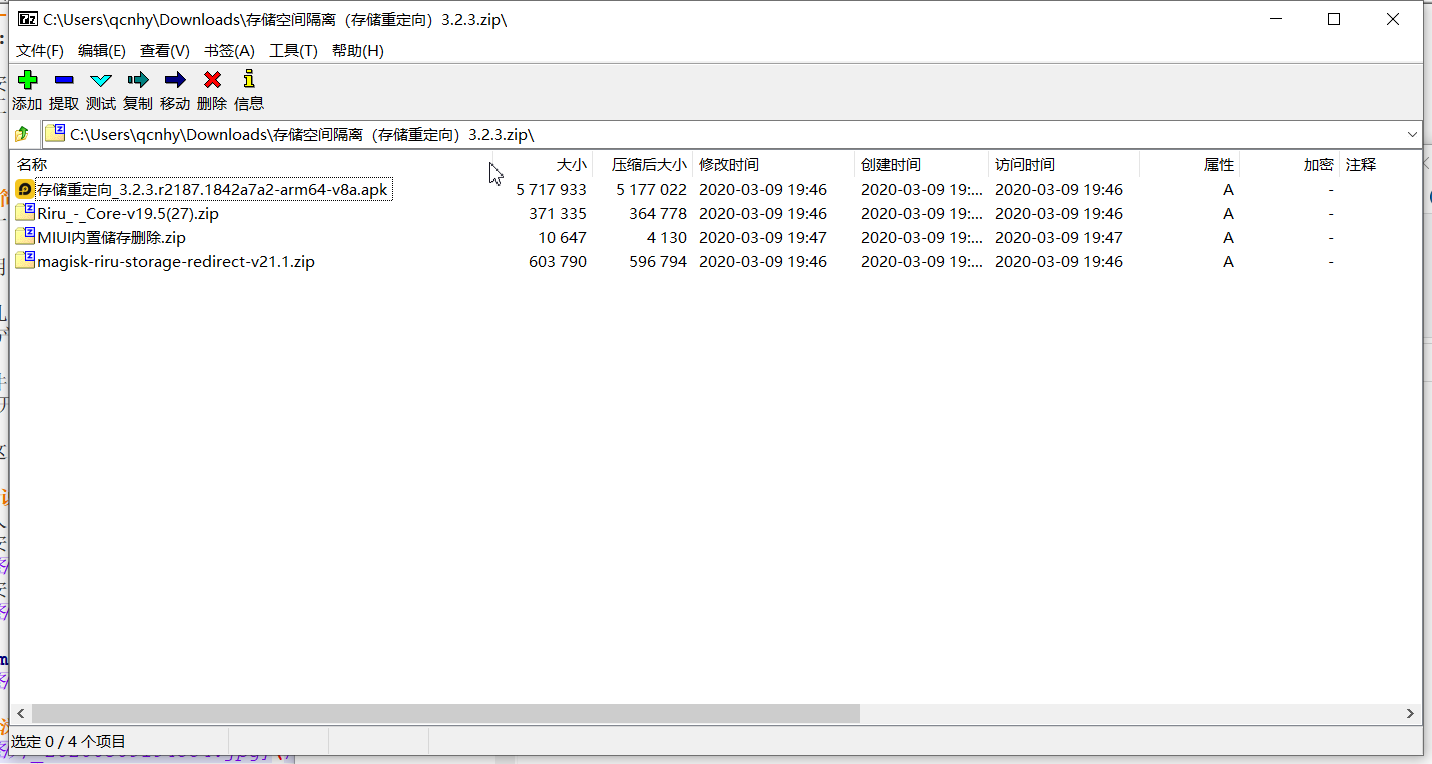 C:\Users\qcnhy\Downloads\存储空间隔离（存储重定向）3.2.3.zip\
文件(F) 编辑(E) 查看(V) 书签(A) 工具(T) 帮助(H)
添加 提取 测试 复制 移动 删除 信息
C:\Users\qcnhy\Downloads\存储空间隔离（存储重定向）3.2.3.zip\
名称 大小 压缩后大小 修改时间 创建时间 访问时间 属性 加密 注释
存储重定向_3.2.3.r2187.1842a7a2-arm64-v8a.apk 5 717 933 5 177 022 2020-03-09 19:46 2020-03-09 19:... 2020-03-09 19:46 A -
Riru_-_Core-v19.5(27).zip 371 335 364 778 2020-03-09 19:46 2020-03-09 19:... 2020-03-09 19:46 A -
MIUI内置储存删除.zip 10 647 4 130 2020-03-09 19:47 2020-03-09 19:... 2020-03-09 19:47 A -
magisk-riru-storage-redirect-v21.1.zip 603 790 596 794 2020-03-09 19:46 2020-03-09 19:... 2020-03-09 19:46 A -
选定 0 / 4 个项目